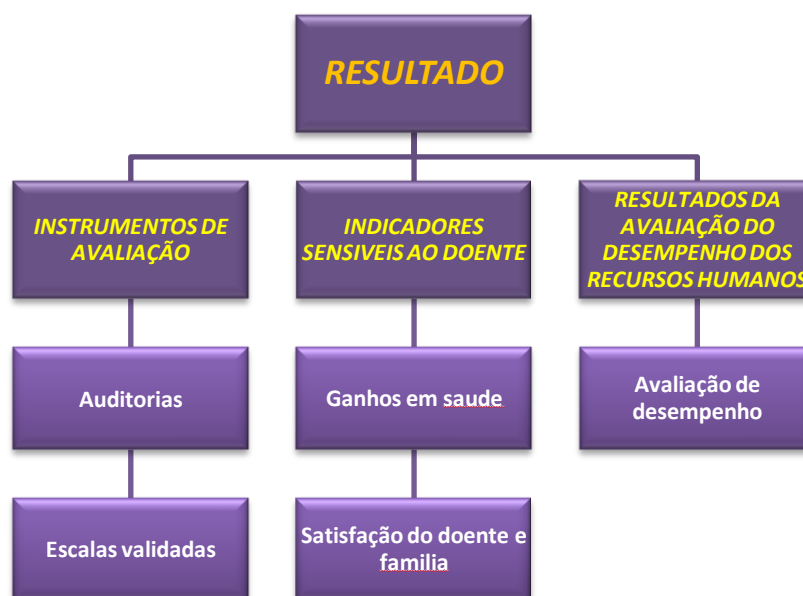 RESULTADO
INSTRUMENTOS DE
AVALIAÇÃO
INDICADORES
SENSIVEIS AO DOENTE
RESULTADOS DA
AVALIAÇÃO DO
DESEMPENHO DOS
RECURSOS HUMANOS
Auditorias
Ganhos em saude
Avaliação de
desempenho
Escalas validadas
Satisfação do doente e
familia